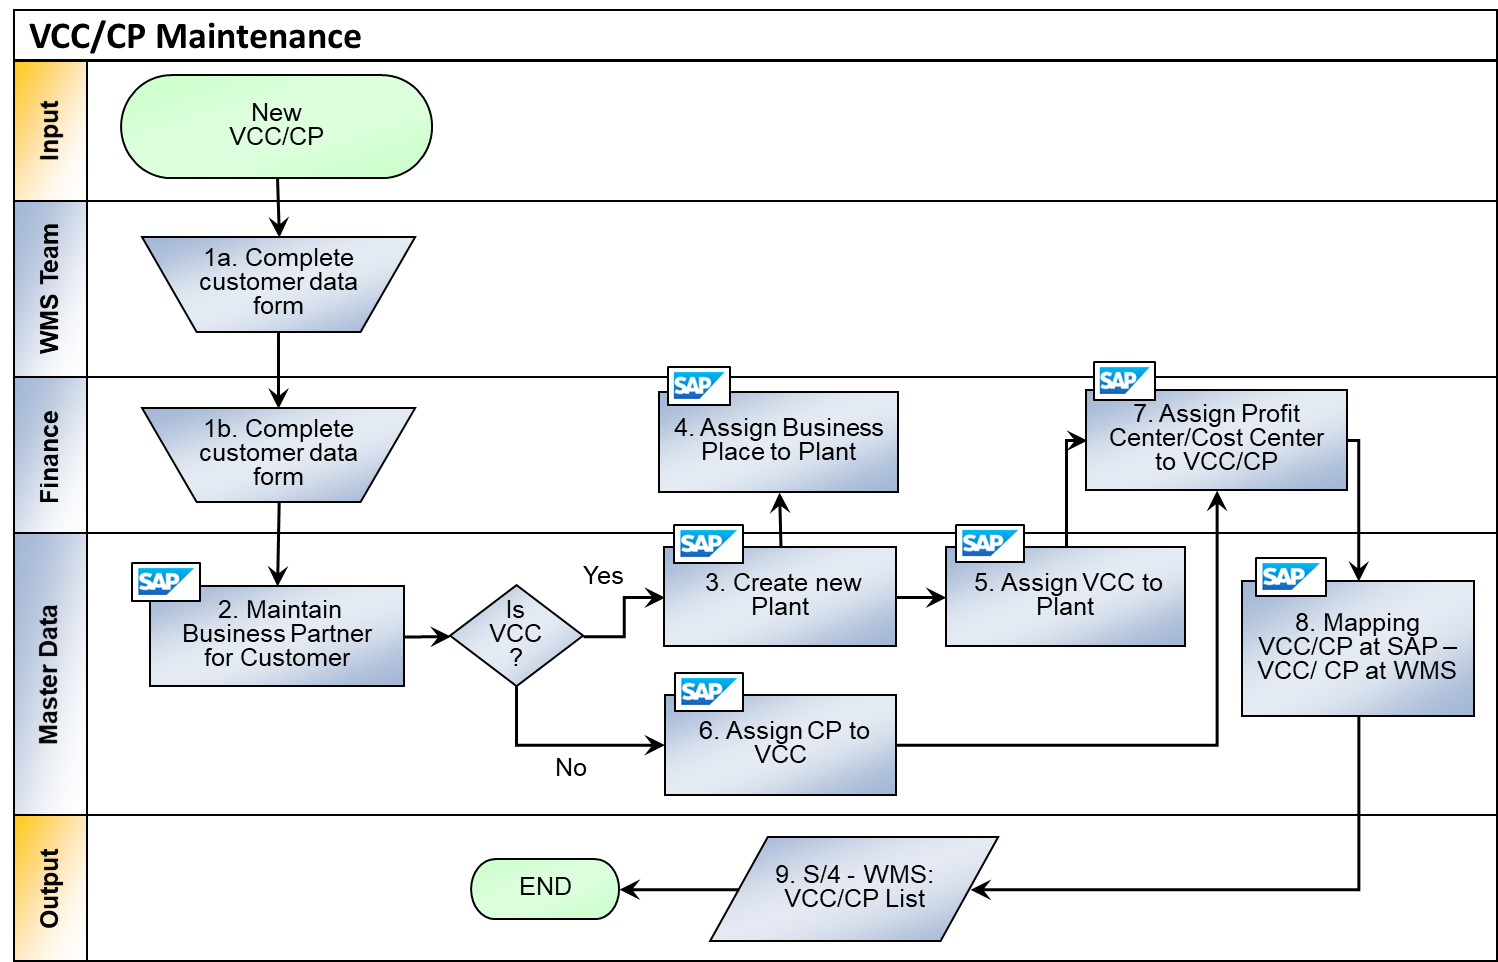 VCC/CP Maintenance
Input
New
VCC/CP
WMS Team
1a. Complete
customer data
form
Finance
1b. Complete
customer data
form
SAP
4. Assign Business
Place to Plant
SAP
7. Assign Profit
Center/Cost Center
to VCC/CP
Master Data
SAP
2. Maintain
Business Partner
for Customer
Is
VCC
?
Yes
No
SAP
3. Create new
Plant
SAP
5. Assign VCC to
Plant
SAP
6. Assign CP to
VCC
SAP
8. Mapping
VCC/CP at SAP –
VCC/ CP at WMS
Output
END
9. S/4 - WMS:
VCC/CP List